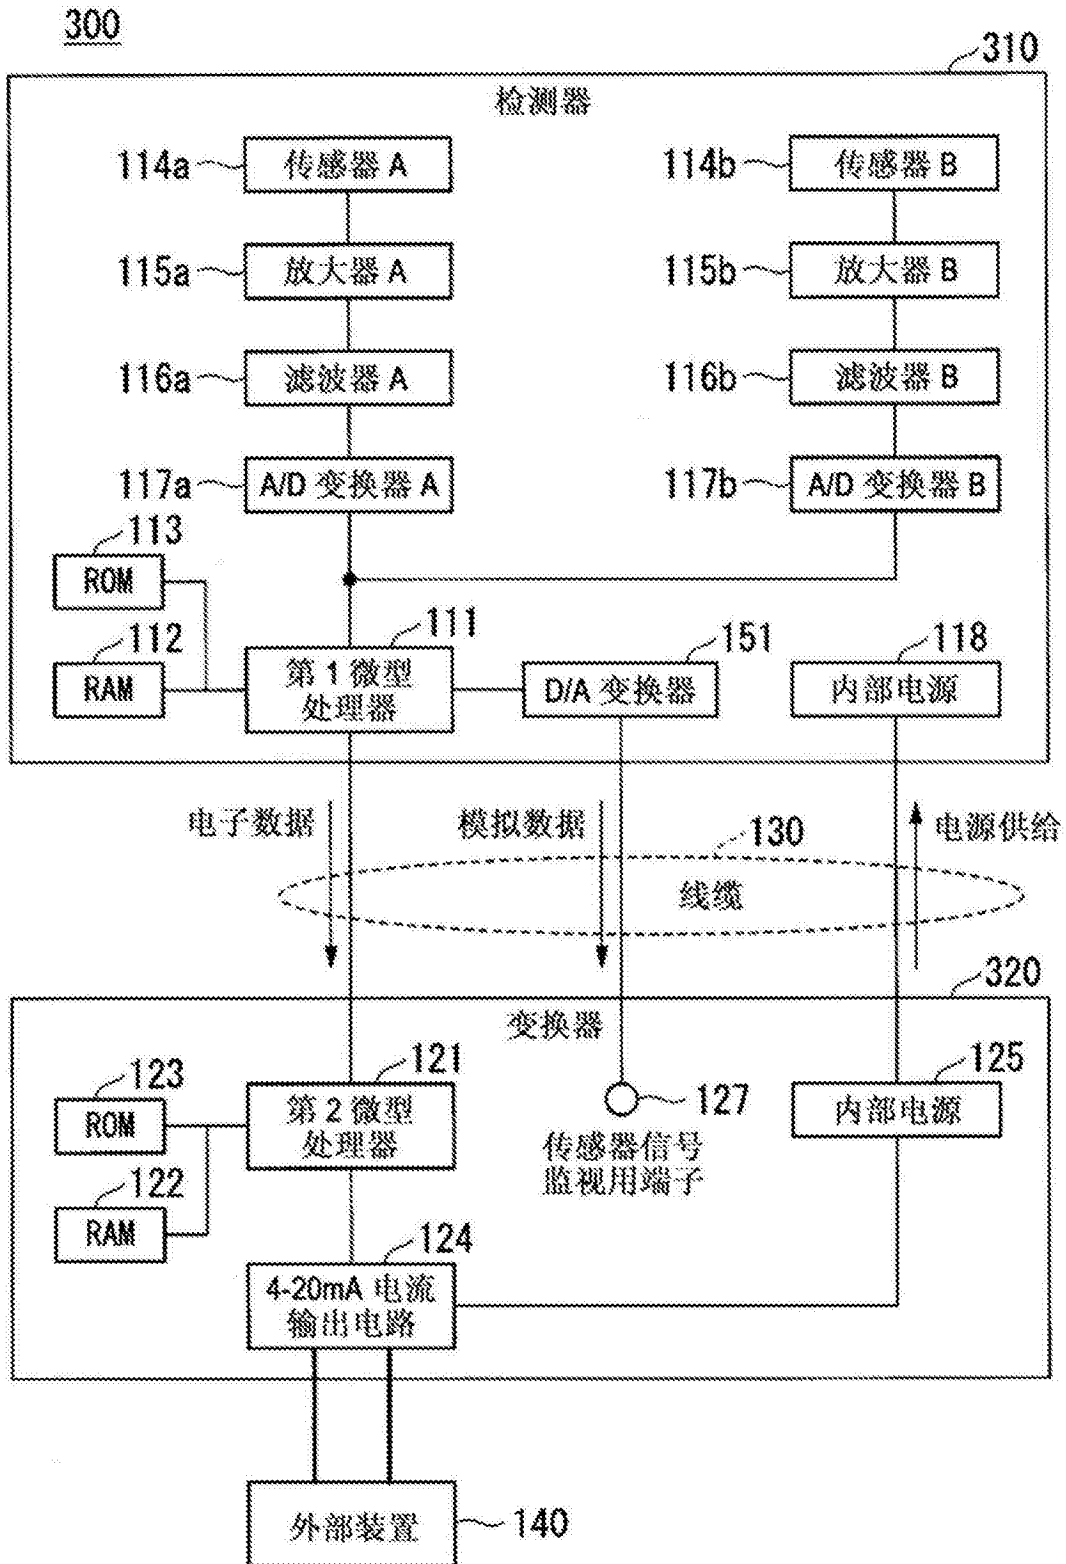 300
310
检测器
114a
传感器 A
114b
传感器 B
115a
放大器 A
115b
放大器 B
116a
滤波器 A
116b
滤波器 B
117a
A/D 变换器 A
117b
A/D 变换器 B
113
ROM
112
RAM
111
第 1 微型
处理器
151
D/A 变换器
118
内部电源
电子数据
模拟数据
130
电源供给
线缆
320
变换器
123
ROM
121
第 2 微型
处理器
127
传感器信号
监视用端子
125
内部电源
122
RAM
124
4-20mA 电流
输出电路
外部装置
140